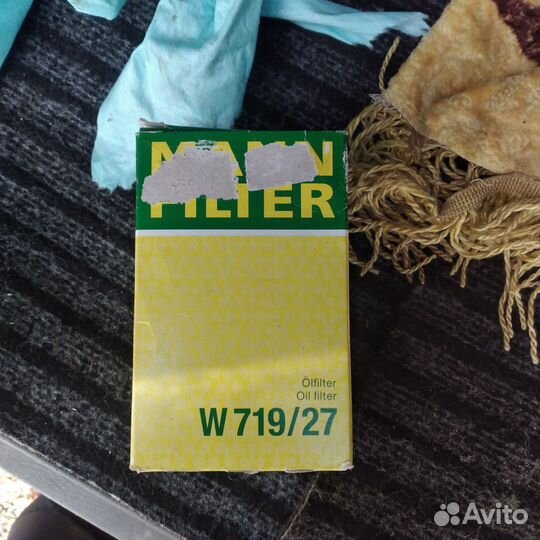 MANN
FILTER
Ölfilter
Oil filter
W 719/27
Avito